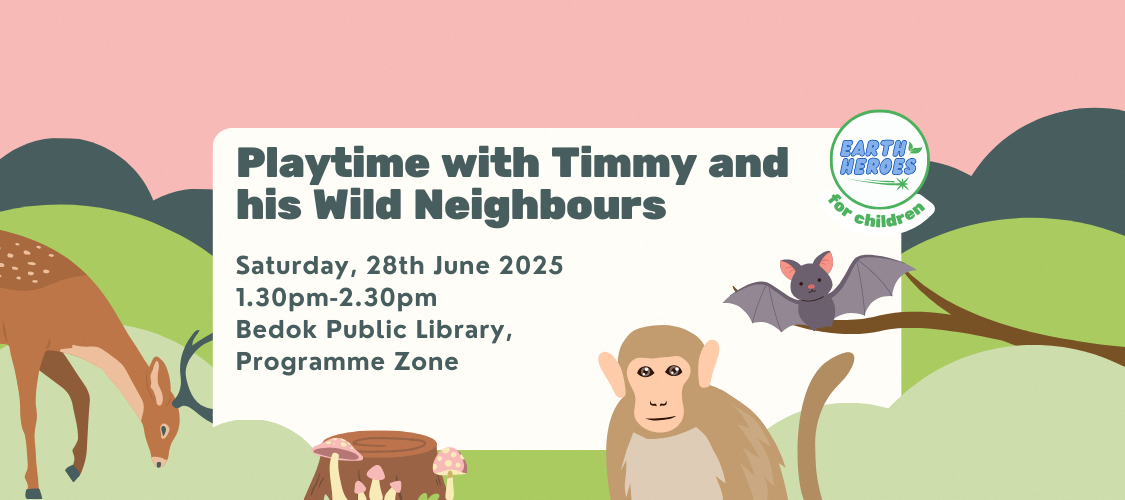 Playtime with Timmy and
his Wild Neighbours
EARTH
HEROES
for children
Saturday, 28th June 2025
1.30pm-2.30pm
Bedok Public Library,
Programme Zone